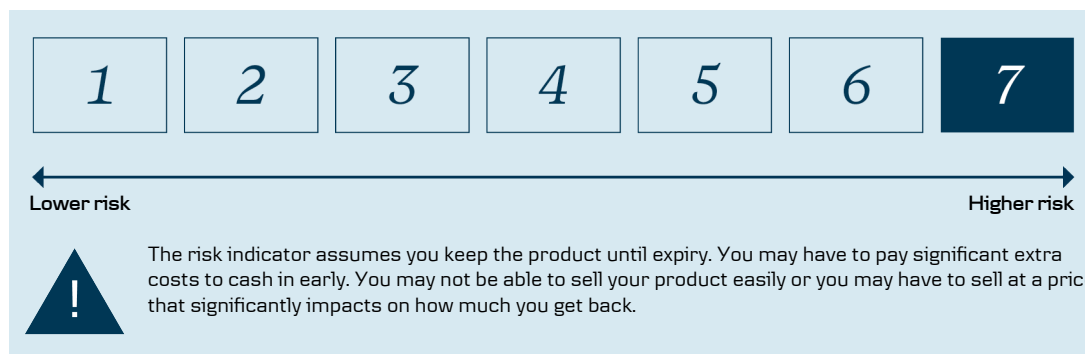 1 2 3 4 5 6 7
Lower risk Higher risk
!
The risk indicator assumes you keep the product until expiry. You may have to pay significant extra
costs to cash in early. You may not be able to sell your product easily or you may have to sell at a pric
that significantly impacts on how much you get back.